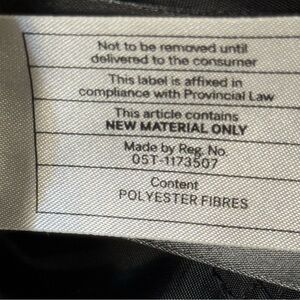 Not to be removed until
delivered to the consumer
This label is affixed in
compliance with Provincial Law
This article contains
NEW MATERIAL ONLY
Made by Reg. No.
05T-1173507
Content
POLYESTER FIBRES